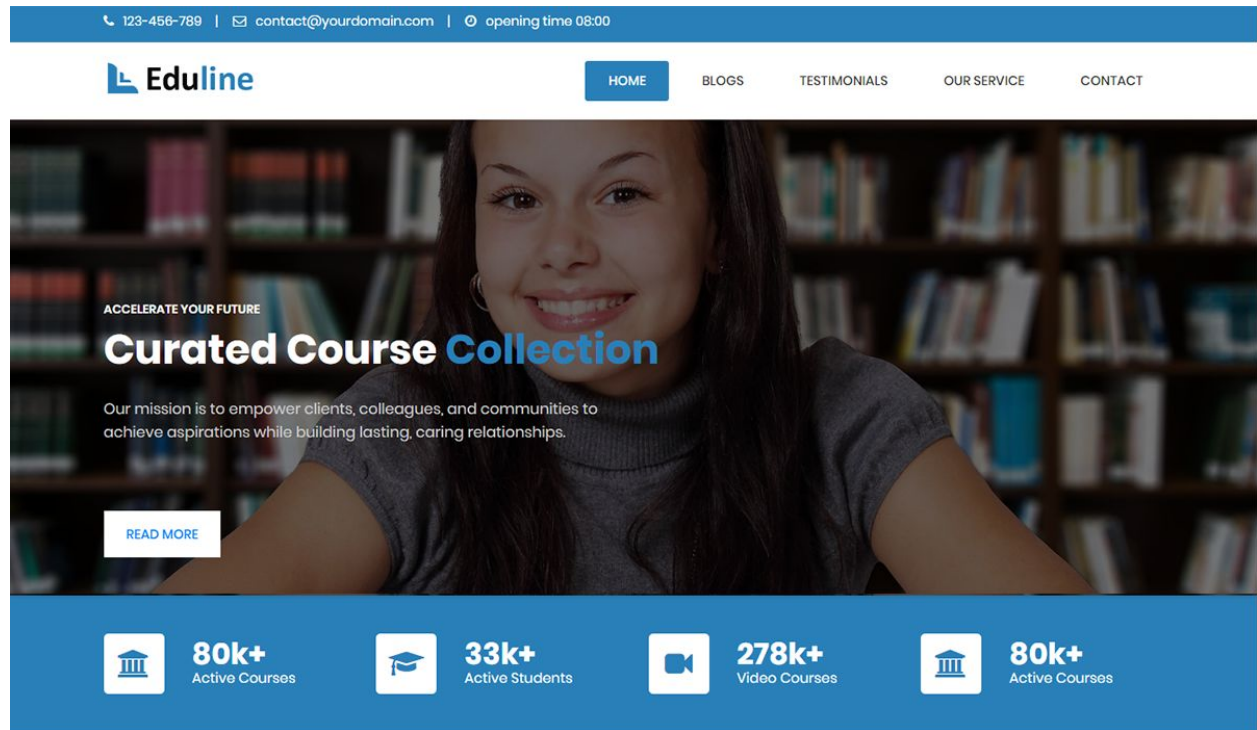 123-456-789 | contact@yourdomain.com | opening time 08:00
Eduline
HOME BLOGS TESTIMONIALS OUR SERVICE CONTACT
ACCELERATE YOUR FUTURE
Curated Course Collection
Our mission is to empower clients, colleagues, and communities to
achieve aspirations while building lasting, caring relationships.
READ MORE
80k+ 33k+ 278k+ 80k+
Active Courses Active Students Video Courses Active Courses